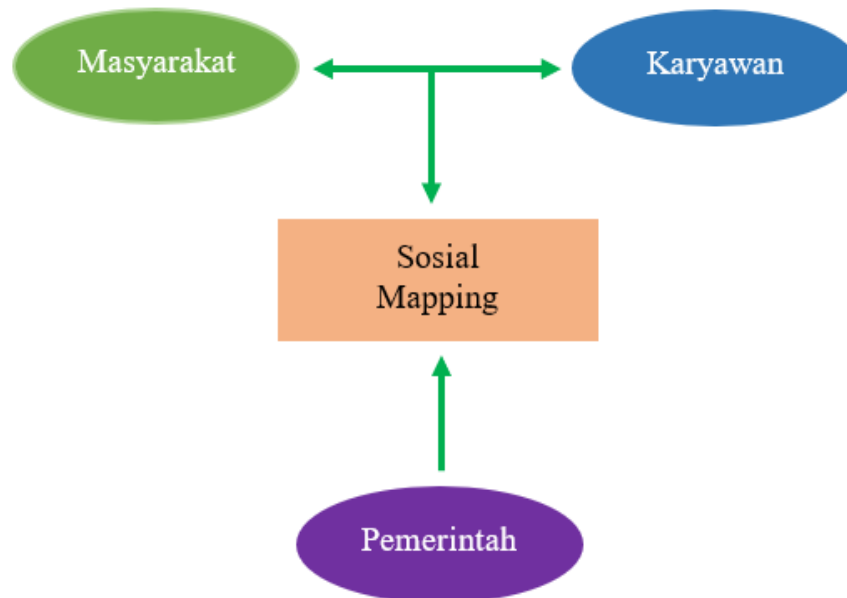 Masyarakat
Karyawan
Sosial
Mapping
Pemerintah